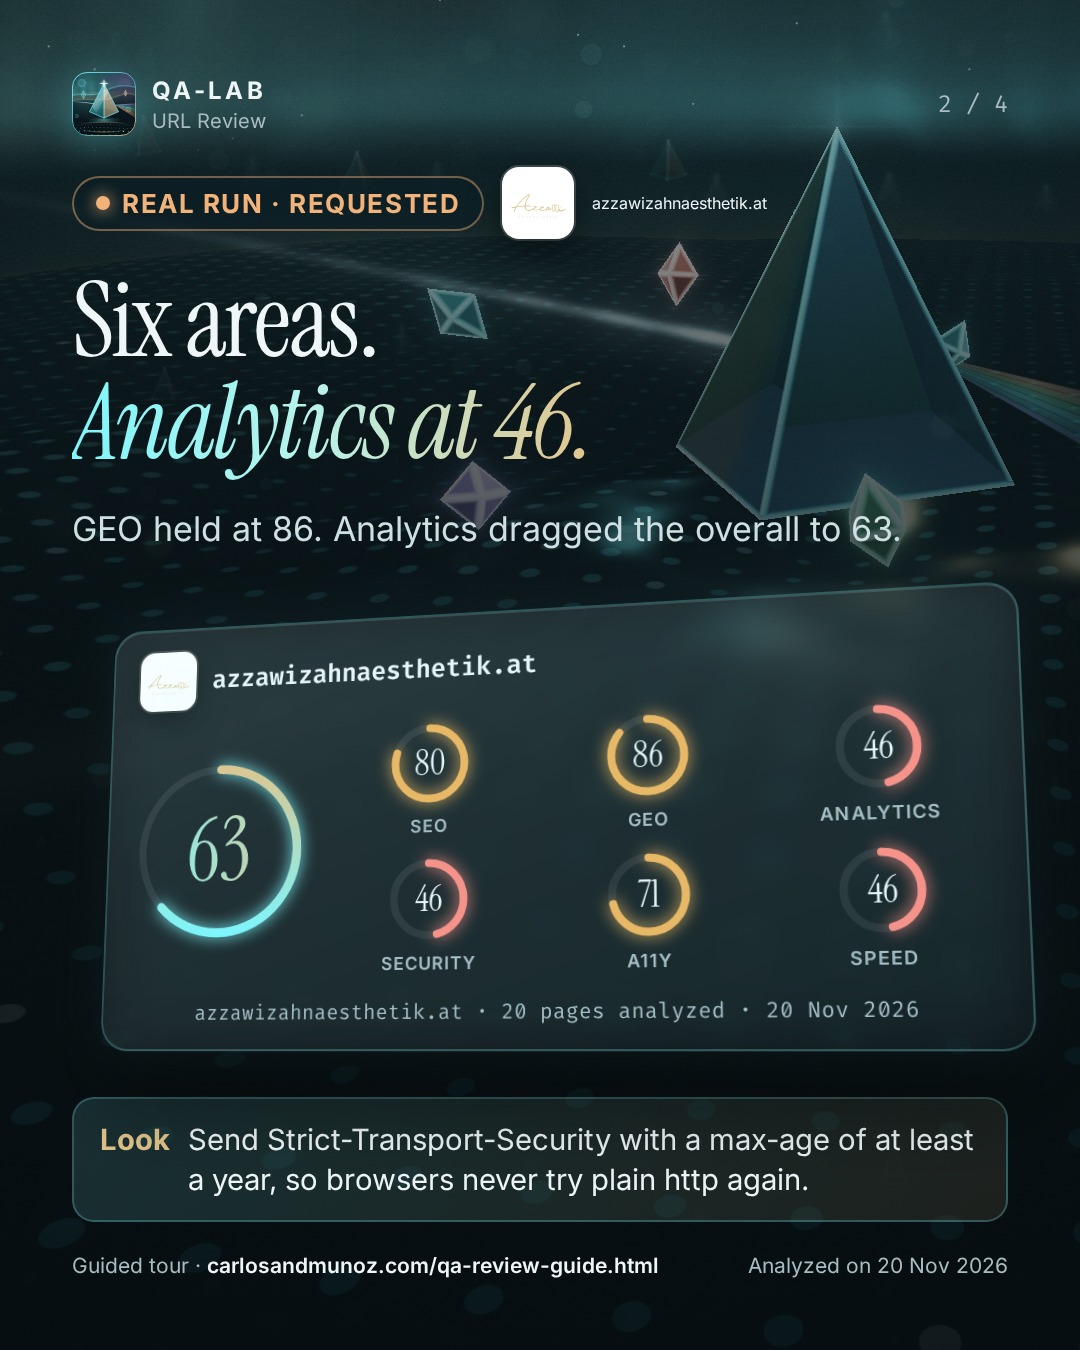 QA-LAB
URL Review
2 / 4
REAL RUN · REQUESTED
Azzawi
azzawizahnaesthetik.at
Six areas.
Analytics at 46.
GEO held at 86. Analytics dragged the overall to 63.
azzawizahnaesthetik.at
63
80
SEO
86
GEO
46
ANALYTICS
46
SECURITY
71
A11Y
46
SPEED
azzawizahnaesthetik.at · 20 pages analyzed · 20 Nov 2026
Look Send Strict-Transport-Security with a max-age of at least
a year, so browsers never try plain http again.
Guided tour · carlosandmunoz.com/qa-review-guide.html
Analyzed on 20 Nov 2026